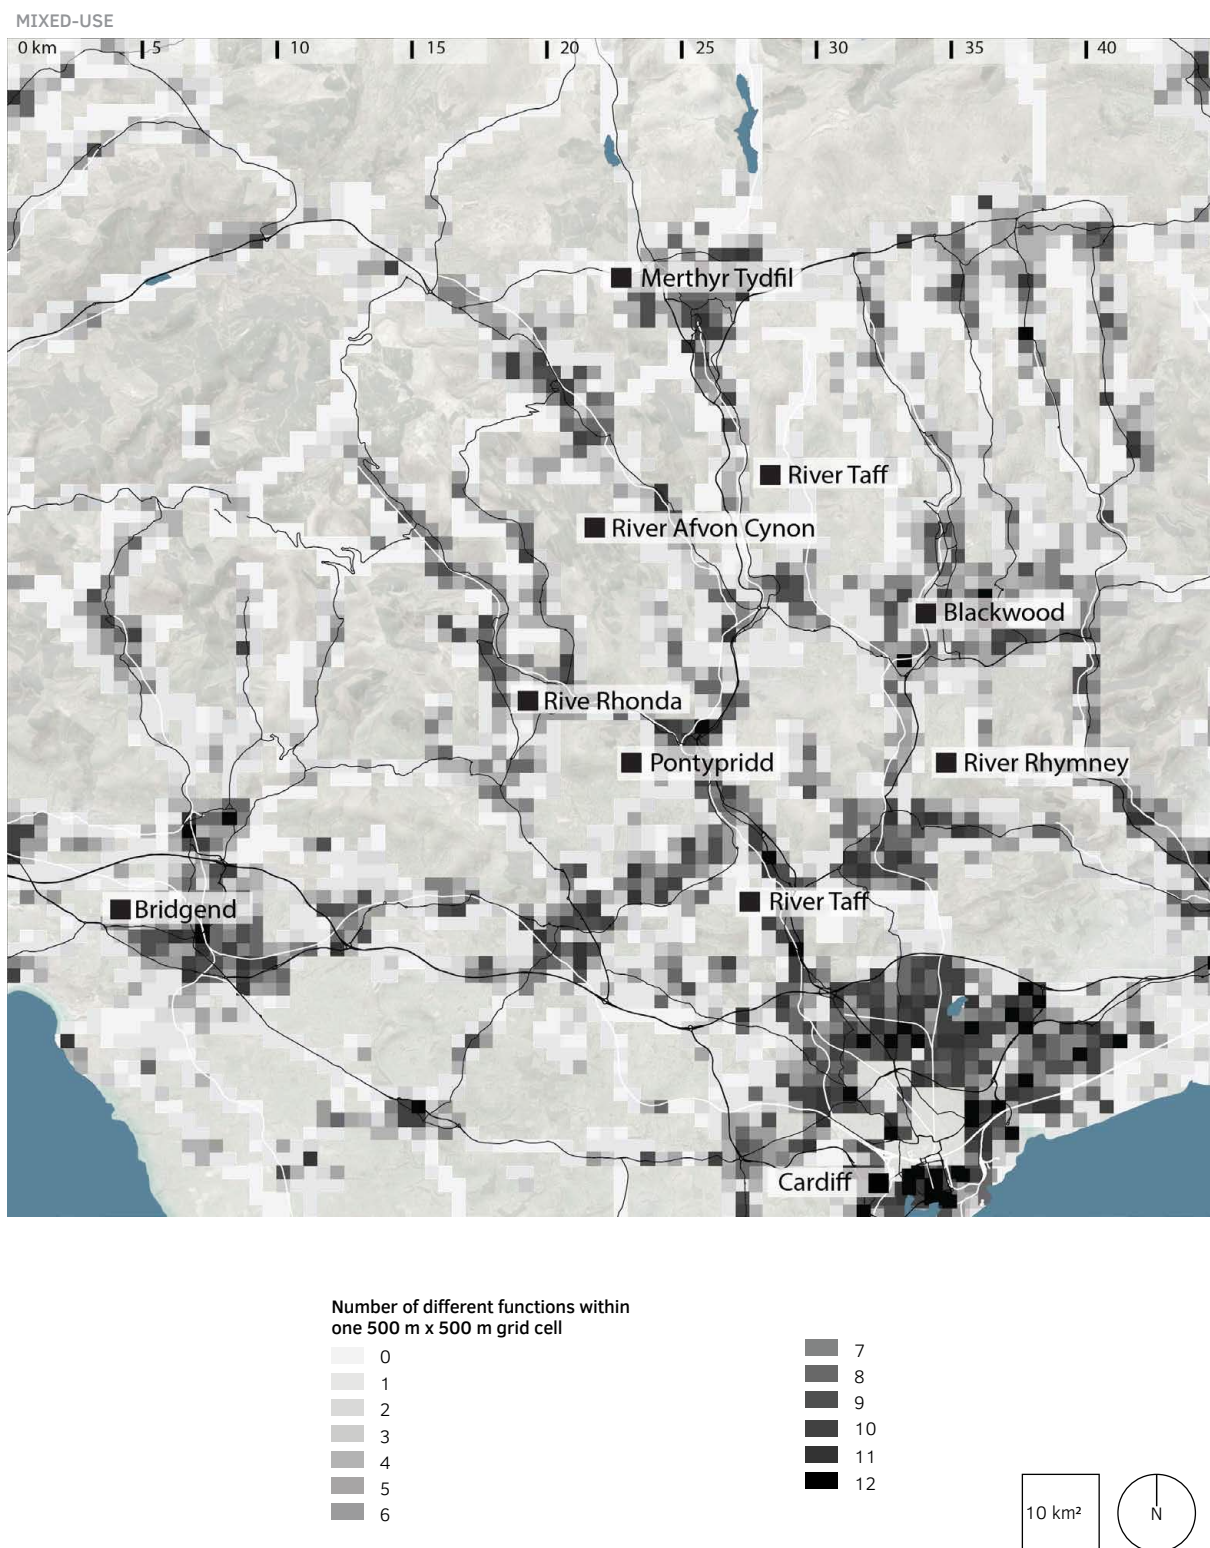 MIXED-USE
0 km 5 10 15 20 25 30 35 40
Merthyr Tydfil
River Taff
River Afvon Cynon
Blackwood
Rive Rhonda
Pontypridd
River Rhymney
River Taff
Bridgend
Cardiff
Number of different functions within
one 500 m x 500 m grid cell
0
1
2
3
4
5
6
7
8
9
10
11
12
10 km²
N